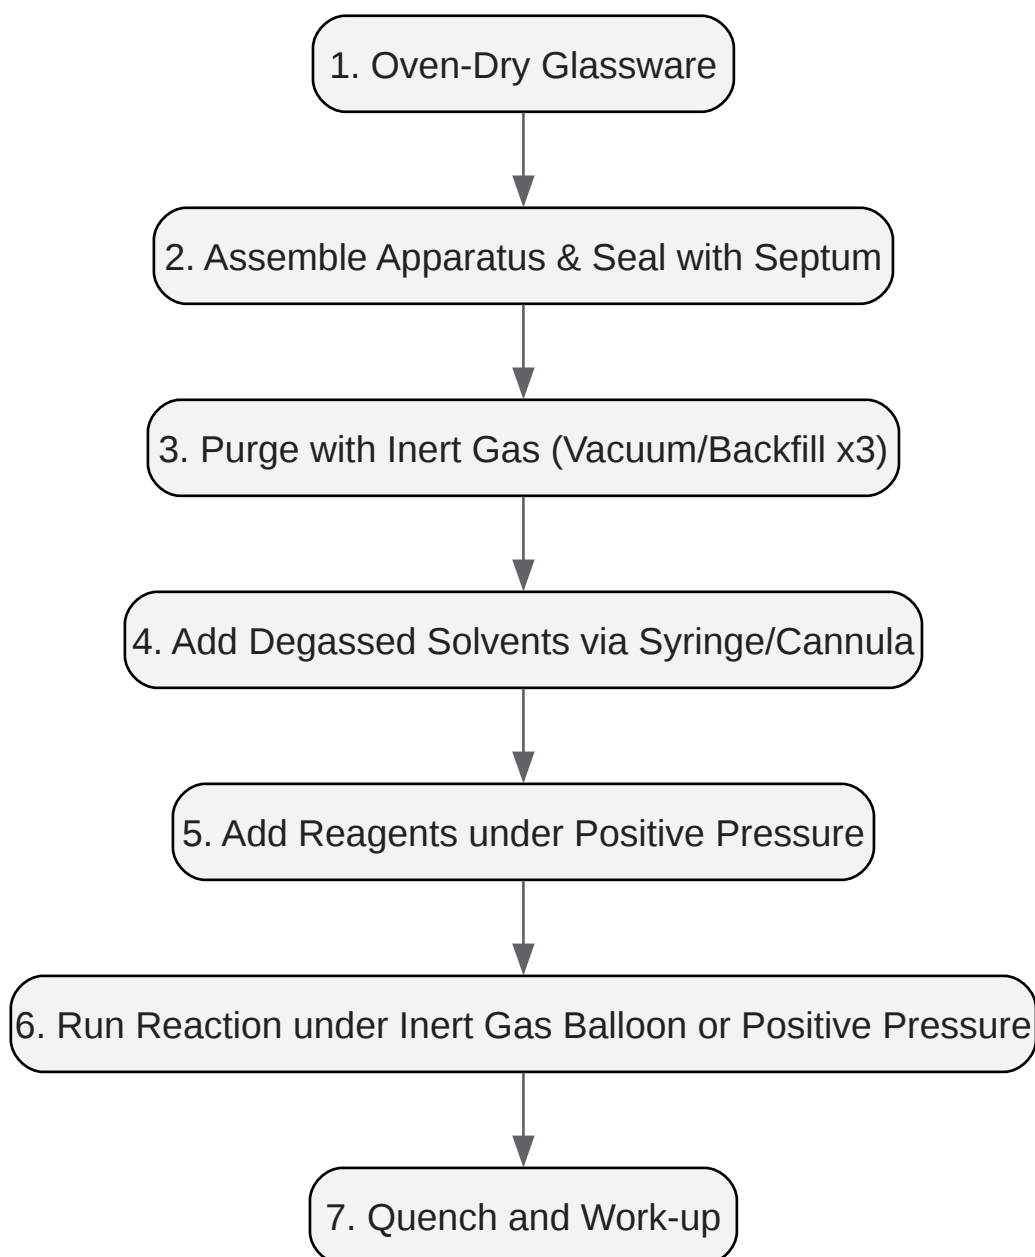 1. Oven-Dry Glassware
2. Assemble Apparatus & Seal with Septum
3. Purge with Inert Gas (Vacuum/Backfill x3)
4. Add Degassed Solvents via Syringe/Cannula
5. Add Reagents under Positive Pressure
6. Run Reaction under Inert Gas Balloon or Positive Pressure
7. Quench and Work-up